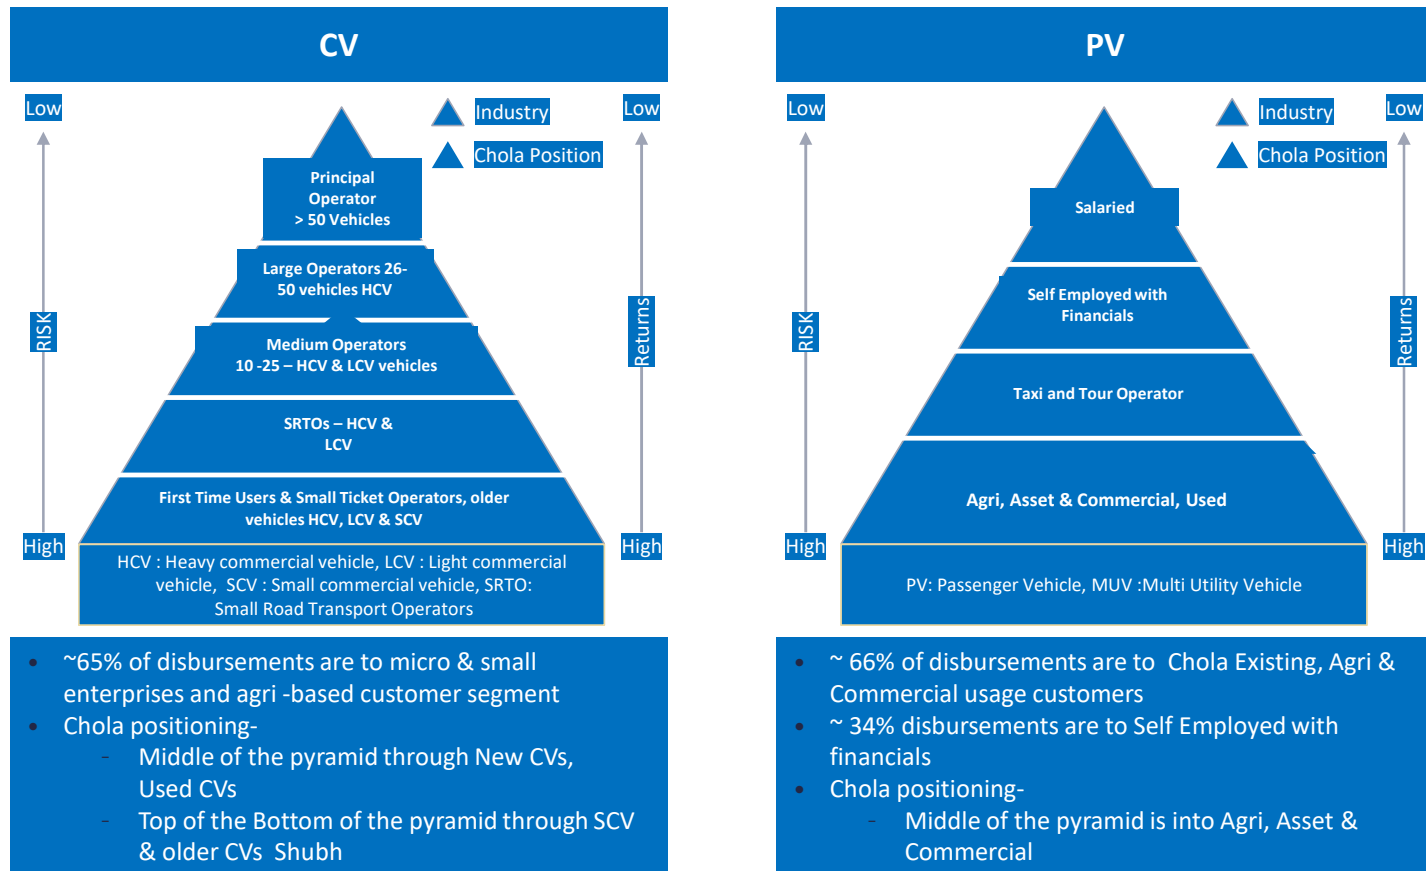 CV
Low
Industry
Chola Position
Low
Principal
Operator
> 50 Vehicles
Large Operators 26-
50 vehicles HCV
RISK
Returns
Medium Operators
10 -25 – HCV & LCV vehicles
SRTOs – HCV &
LCV
First Time Users & Small Ticket Operators, older
vehicles HCV, LCV & SCV
High
High
HCV : Heavy commercial vehicle, LCV : Light commercial
vehicle, SCV : Small commercial vehicle, SRTO:
Small Road Transport Operators
• ~65% of disbursements are to micro & small
enterprises and agri -based customer segment
• Chola positioning-
- Middle of the pyramid through New CVs,
Used CVs
- Top of the Bottom of the pyramid through SCV
& older CVs Shubh
PV
Low
Industry
Chola Position
Low
Salaried
Self Employed with
Financials
RISK
Returns
Taxi and Tour Operator
Agri, Asset & Commercial, Used
High
High
PV: Passenger Vehicle, MUV :Multi Utility Vehicle
• ~ 66% of disbursements are to Chola Existing, Agri &
Commercial usage customers
• ~ 34% disbursements are to Self Employed with
financials
• Chola positioning-
- Middle of the pyramid is into Agri, Asset &
Commercial